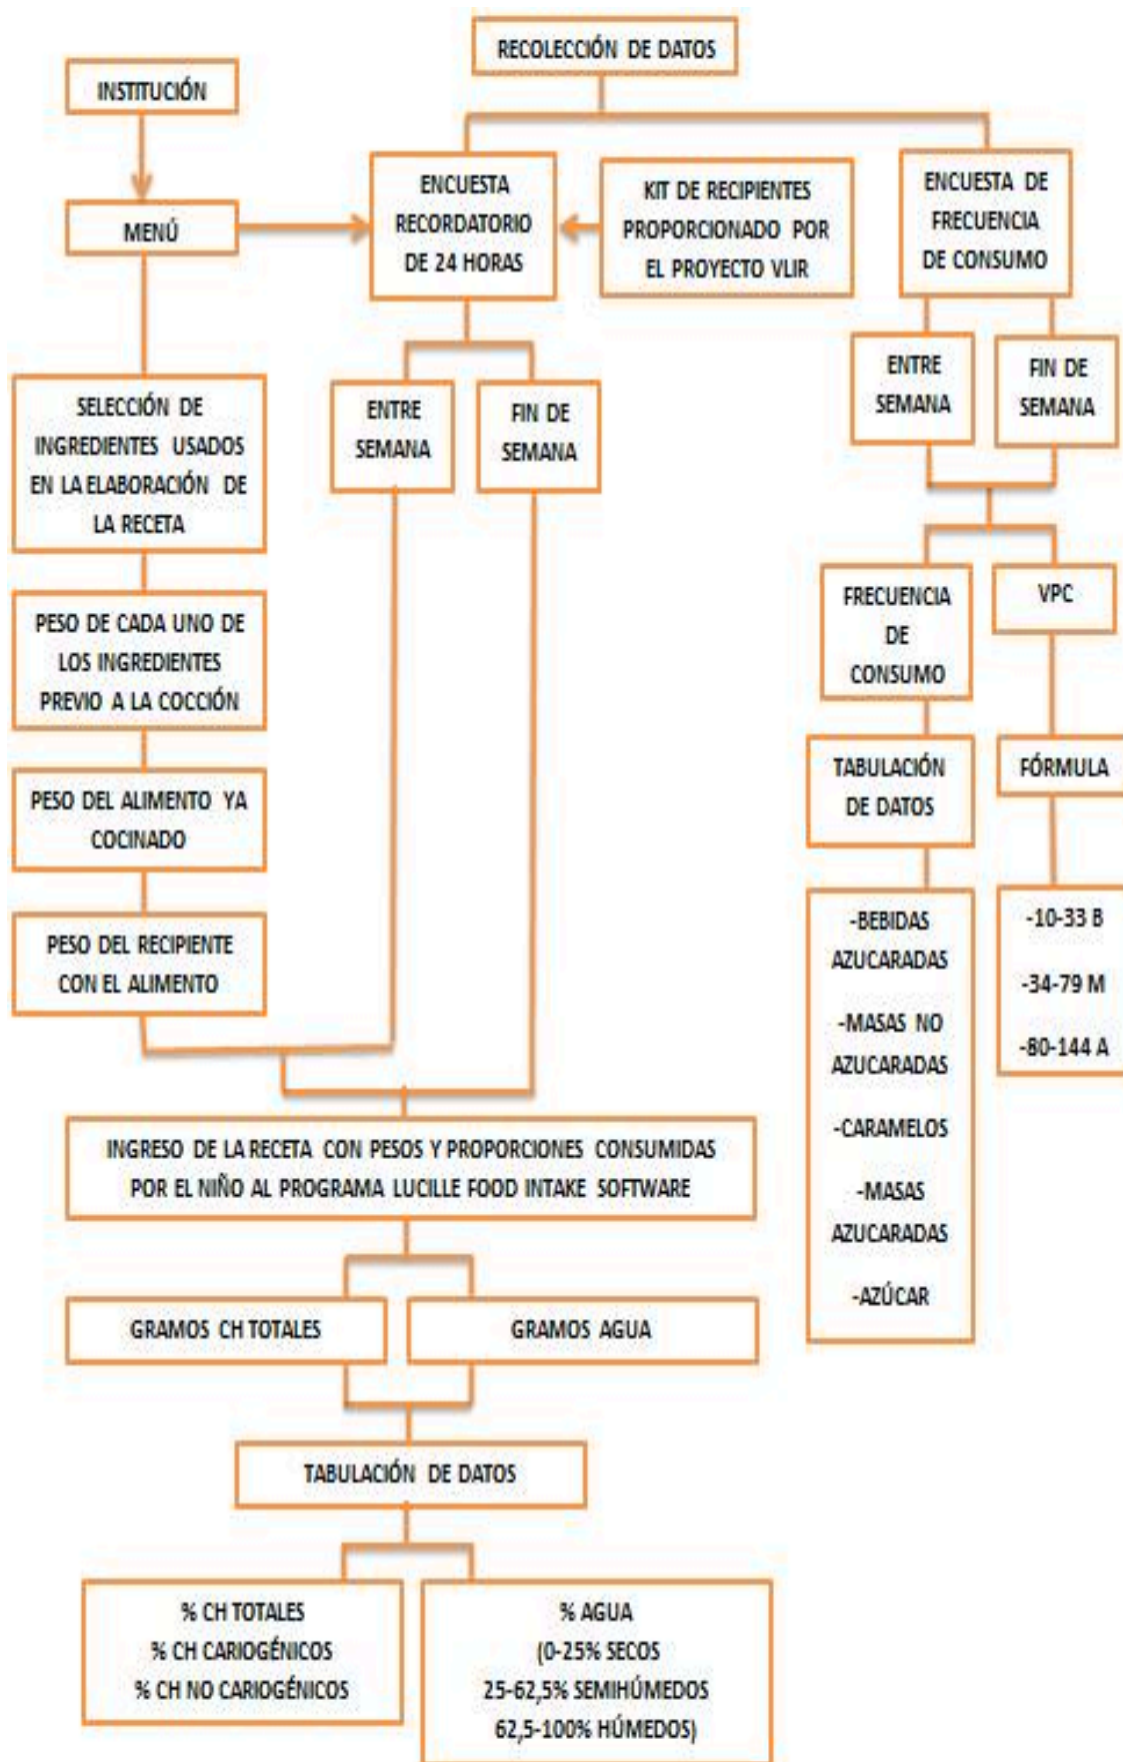 RECOLECCIÓN DE DATOS
INSTITUCIÓN
MENÚ
ENCUESTA
RECORDATORIO
DE 24 HORAS
KIT DE RECIPIENTES
PROPORCIONADO POR
EL PROYECTO VLIR
ENCUESTA DE
FRECUENCIA
DE CONSUMO
ENTRE
SEMANA
FIN DE
SEMANA
SELECCIÓN DE
INGREDIENTES USADOS
EN LA ELABORACIÓN DE
LA RECETA
ENTRE
SEMANA
FIN DE
SEMANA
FRECUENCIA
DE
CONSUMO
VPC
PESO DE CADA UNO DE
LOS INGREDIENTES
PREVIO A LA COCCIÓN
TABULACIÓN
DE DATOS
FÓRMULA
PESO DEL ALIMENTO YA
COCINADO
PESO DEL RECIPIENTE
CON EL ALIMENTO
-BEBIDAS
AZUCARADAS
-MASAS NO
AZUCARADAS
-CARAMELOS
-MASAS
AZUCARADAS
-AZÚCAR
-10-33 B
-34-79 M
-80-144 A
INGRESO DE LA RECETA CON PESOS Y PROPORCIONES CONSUMIDAS
POR EL NIÑO AL PROGRAMA LUCILLE FOOD INTAKE SOFTWARE
GRAMOS CH TOTALES
GRAMOS AGUA
TABULACIÓN DE DATOS
% CH TOTALES
% CH CARIOGÉNICOS
% CH NO CARIOGÉNICOS
% AGUA
(0-25% SECOS
25-62,5% SEMIHÚMEDOS
62,5-100% HÚMEDOS)